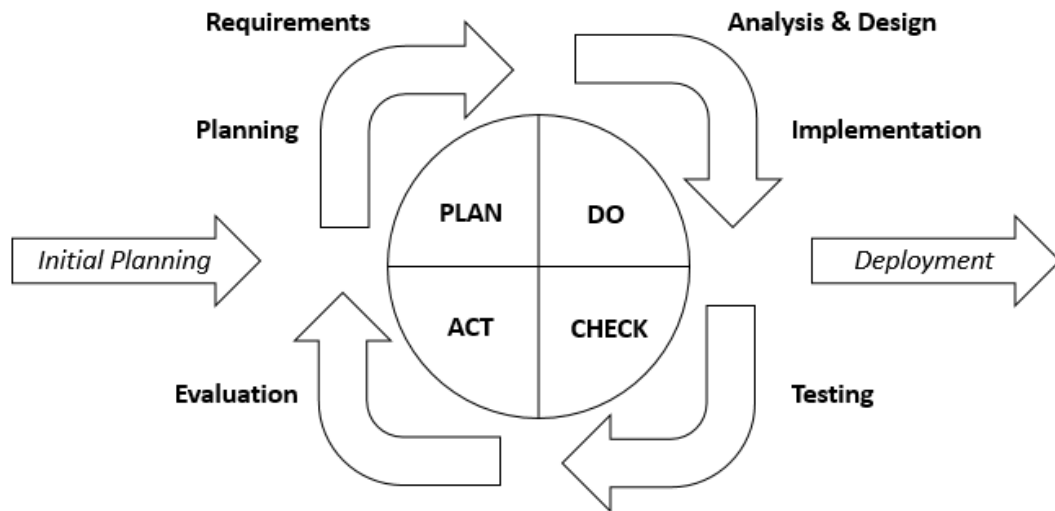 Requirements
Analysis & Design
Planning
Implementation
PLAN
DO
Initial Planning
Deployment
ACT
CHECK
Evaluation
Testing